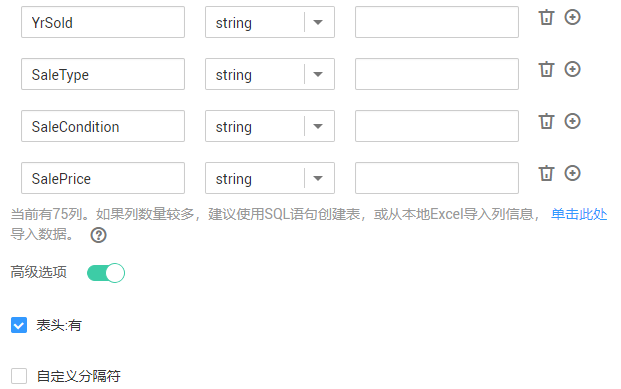 YrSold string
SaleType string
SaleCondition string
SalePrice string
当前有75列。如果列数量较多，建议使用SQL语句创建表，或从本地Excel导入列信息， 单击此处
导入数据。 ?
高级选项
表头:有
自定义分隔符